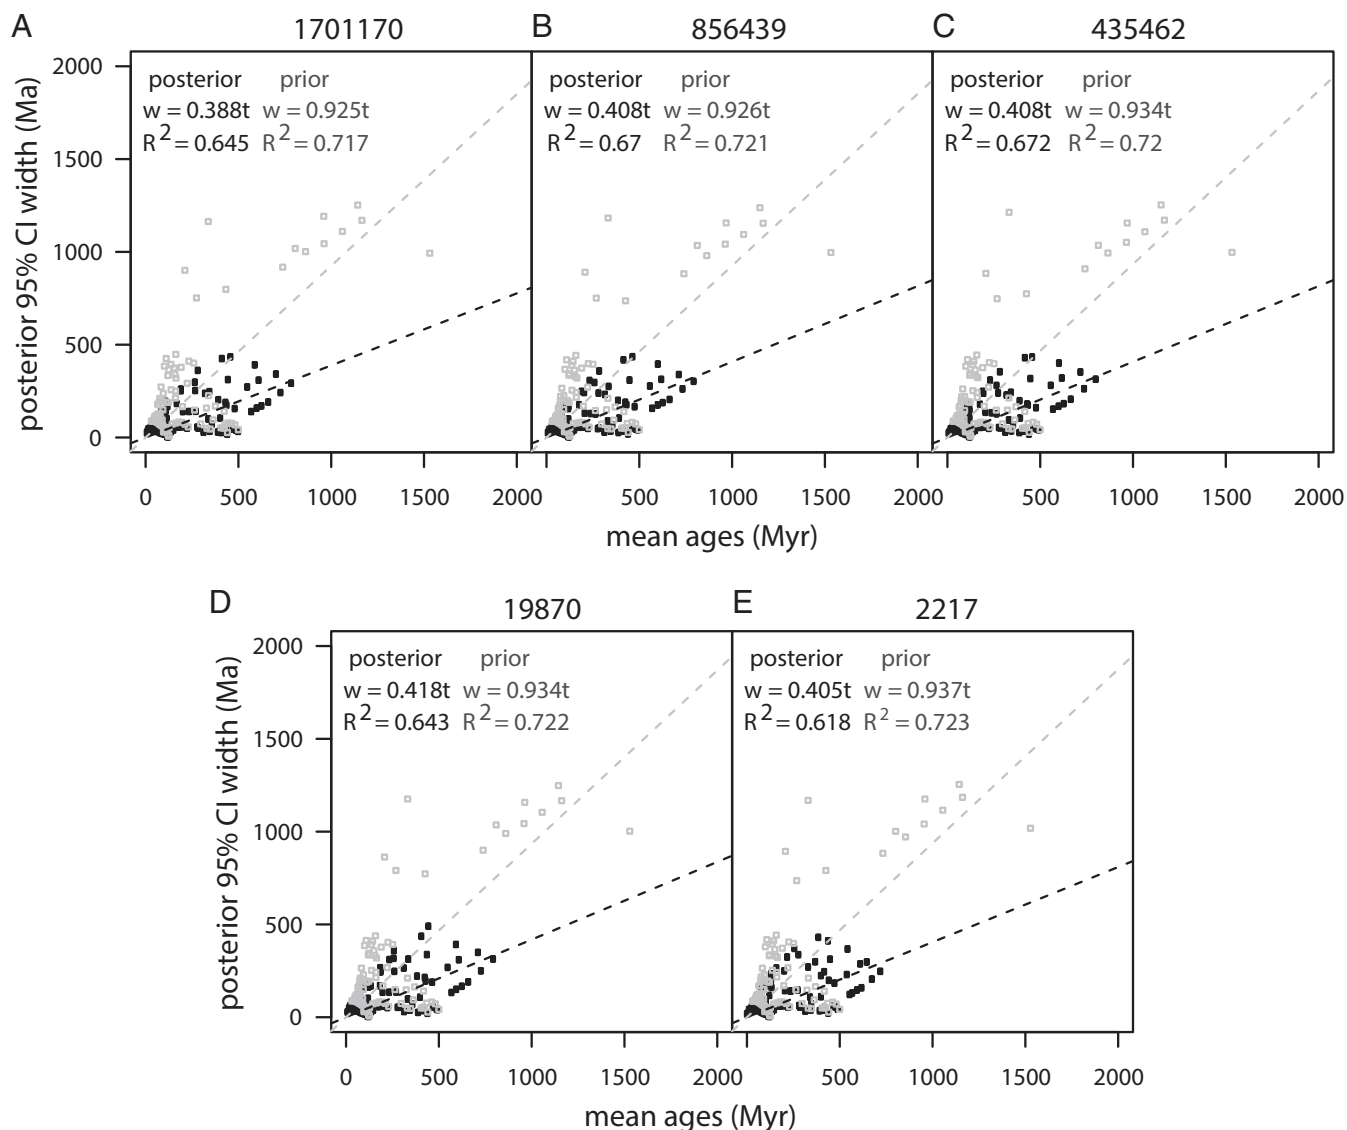 A 1701170 B 856439 C 435462
posterior 95% CI width (Ma)
2000
1500
1000
500
0
posterior prior
w = 0.388t w = 0.925t
R2 = 0.645 R2 = 0.717
posterior prior
w = 0.408t w = 0.926t
R2 = 0.67 R2 = 0.721
posterior prior
w = 0.408t w = 0.934t
R2 = 0.672 R2 = 0.72
0 500 1000 1500 2000 500 1000 1500 2000 500 1000 1500 2000
mean ages (Myr)
D 19870 E 2217
posterior 95% CI width (Ma)
2000
1500
1000
500
0
posterior prior
w = 0.418t w = 0.934t
R2 = 0.643 R2 = 0.722
posterior prior
w = 0.405t w = 0.937t
R2 = 0.618 R2 = 0.723
0 500 1000 1500 2000 500 1000 1500 2000
mean ages (Myr)